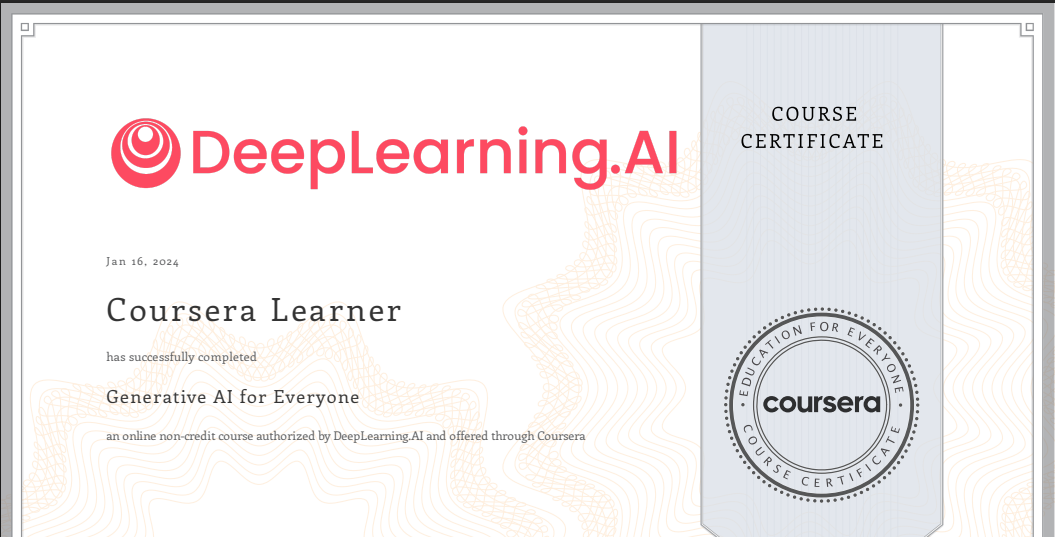 DeepLearning.AI
COURSE
CERTIFICATE
Jan 16, 2024
Coursera Learner
has successfully completed
Generative AI for Everyone
an online non-credit course authorized by DeepLearning.AI and offered through Coursera
EDUCATION FOR EVERYONE
coursera
COURSE CERTIFICATE